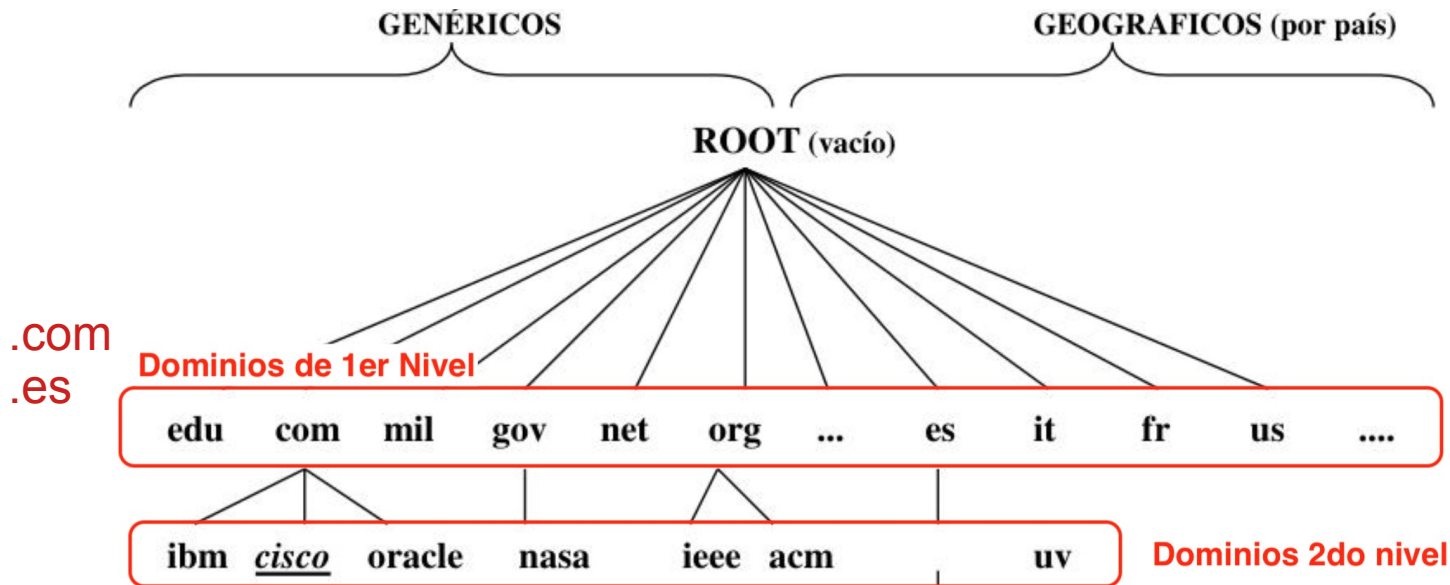 GENÉRICOS GEOGRAFICOS (por país)
ROOT (vacío)
.com
Dominios de 1er Nivel
.es
edu com mil gov net org ... es it fr us ....
ibm cisco oracle nasa ieee acm uv Dominios 2do nivel